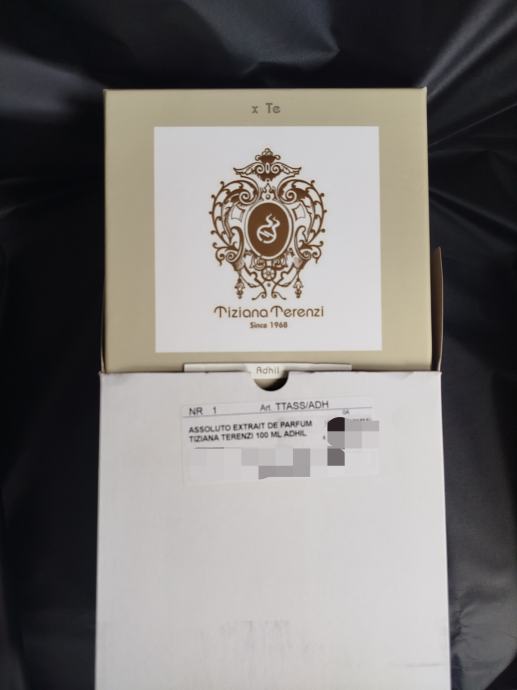 x Te
Tiziana Terenzi
Since 1968
Adhil
NR 1 Art. TTASS/ADH
0A
ASSOLUTO EXTRAIT DE PARFUM
TIZIANA TERENZI 100 ML ADHIL